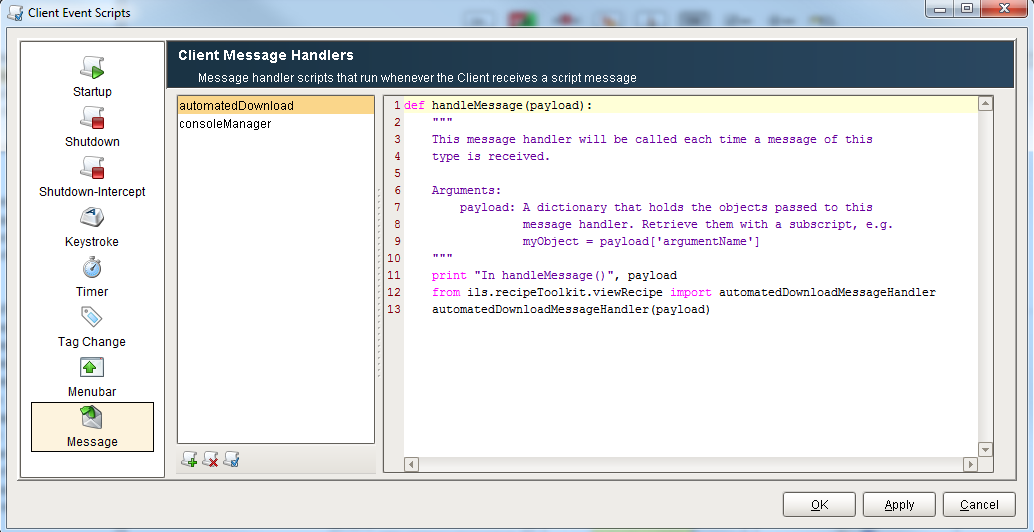 Client Event Scripts
Startup
Shutdown
Shutdown-Intercept
Keystroke
Timer
Tag Change
Menubar
Message
Client Message Handlers
Message handler scripts that run whenever the Client receives a script message
automatedDownload
consoleManager
1 def handleMessage(payload):
2     """
3     This message handler will be called each time a message of this
4     type is received.
5
6     Arguments:
7         payload: A dictionary that holds the objects passed to this
8                  message handler. Retrieve them with a subscript, e.g.
9                  myObject = payload['argumentName']
10     """
11     print "In handleMessage()", payload
12     from ils.recipeToolkit.viewRecipe import automatedDownloadMessageHandler
13     automatedDownloadMessageHandler(payload)
OK Apply Cancel